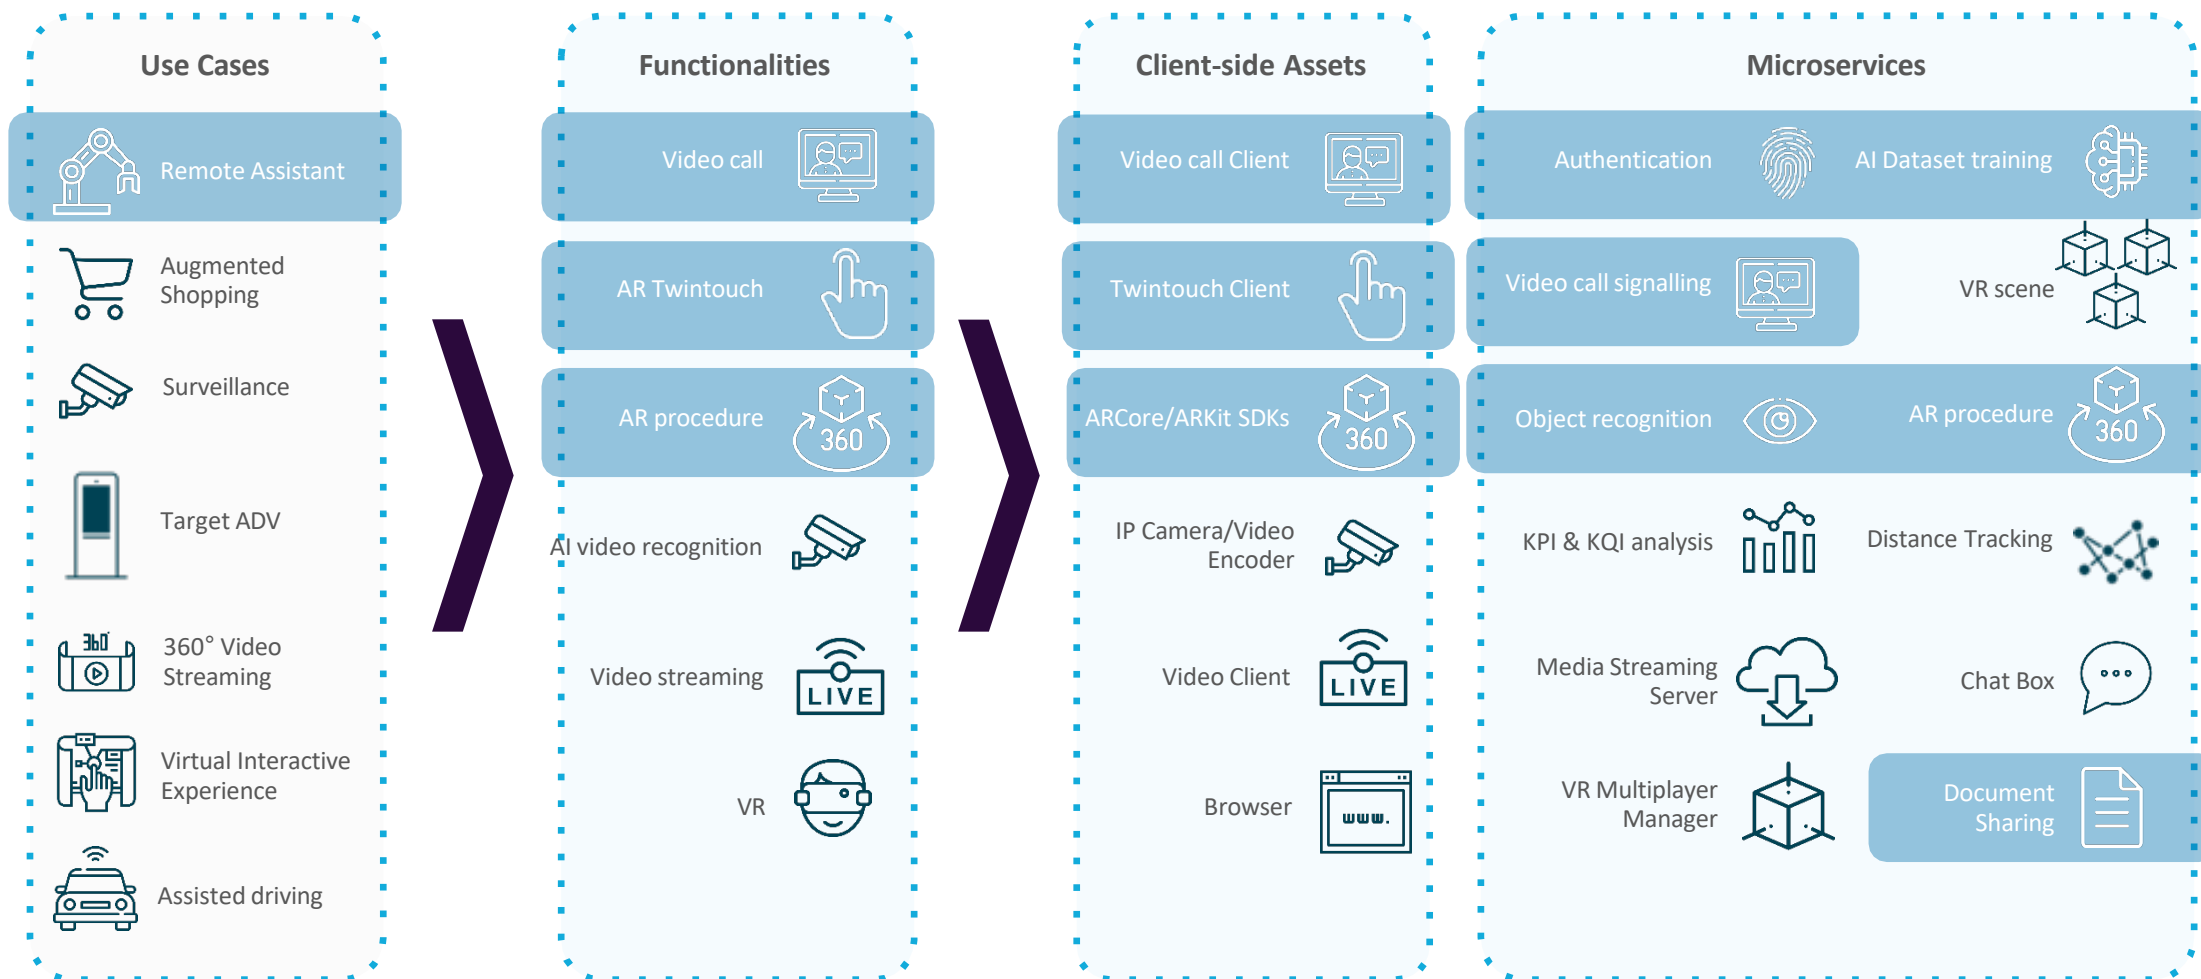 Use Cases
Remote Assistant
Augmented
Shopping
Surveillance
Target ADV
360
360° Video
Streaming
Virtual Interactive
Experience
Assisted driving
Functionalities
Video call
AR Twintouch
AR procedure
360
AI video recognition
Video streaming
LIVE
VR
Client-side Assets
Video call Client
Twintouch Client
ARCore/ARKit SDKs
360
IP Camera/Video
Encoder
Video Client
LIVE
Browser
www.
Microservices
Authentication
AI Dataset training
Video call signalling
VR scene
Object recognition
AR procedure
360
KPI & KQI analysis
Distance Tracking
Media Streaming
Server
Chat Box
VR Multiplayer
Manager
Document
Sharing